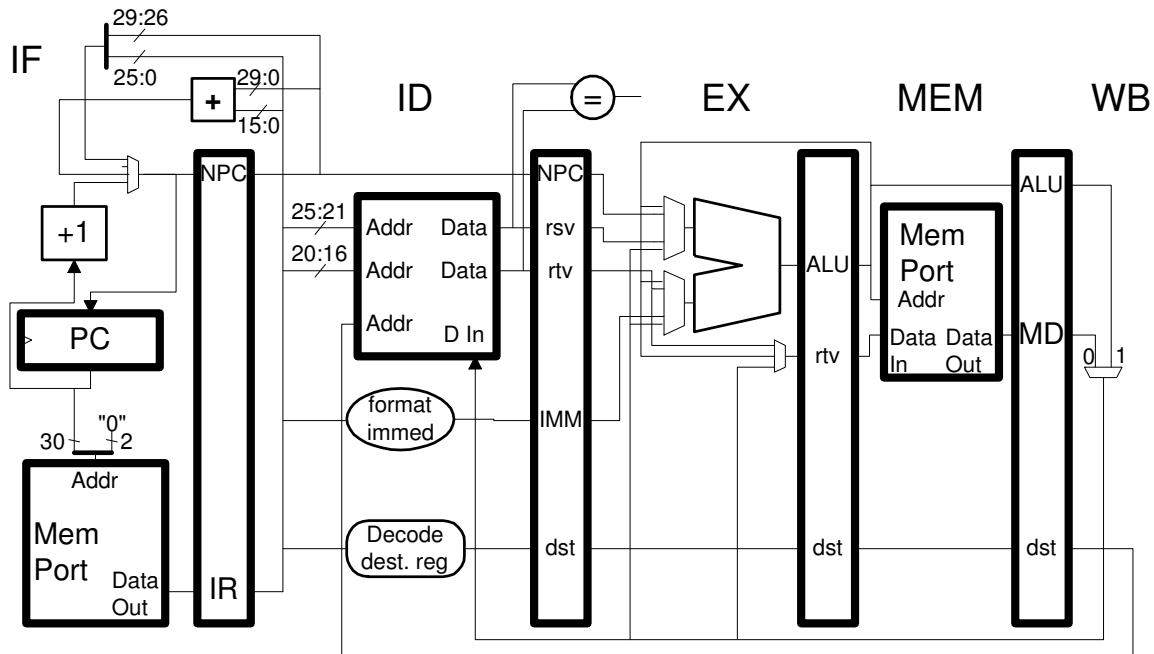 IF
29:26
25:0
+
29:0
15:0
ID
=
EX
MEM
WB
+1
PC
30
"0"
2
Addr
Mem
Port
Data
Out
NPC
IR
25:21
20:16
Addr
Data
Addr
Data
Addr
D In
format
immed
Decode
dest. reg
NPC
rsv
rtv
IMM
dst
ALU
rtv
dst
Mem
Port
Addr
Data
In
Data
Out
ALU
MD
dst
0
1